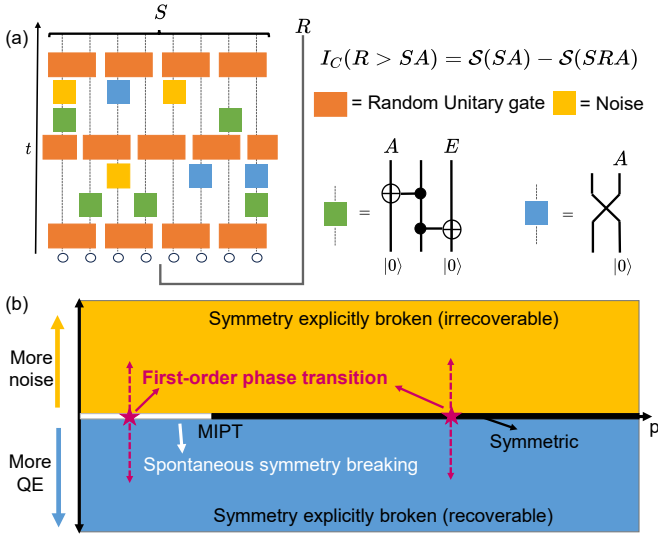 (a)
S
R
t
I_C(R > SA) = S(SA) − S(SRA)
= Random Unitary gate
= Noise
A
E
=
|0⟩
|0⟩
A
=
|0⟩
(b)
More
noise
More
QE
Symmetry explicitly broken (irrecoverable)
First-order phase transition
p
MIPT
Symmetric
Spontaneous symmetry breaking
Symmetry explicitly broken (recoverable)